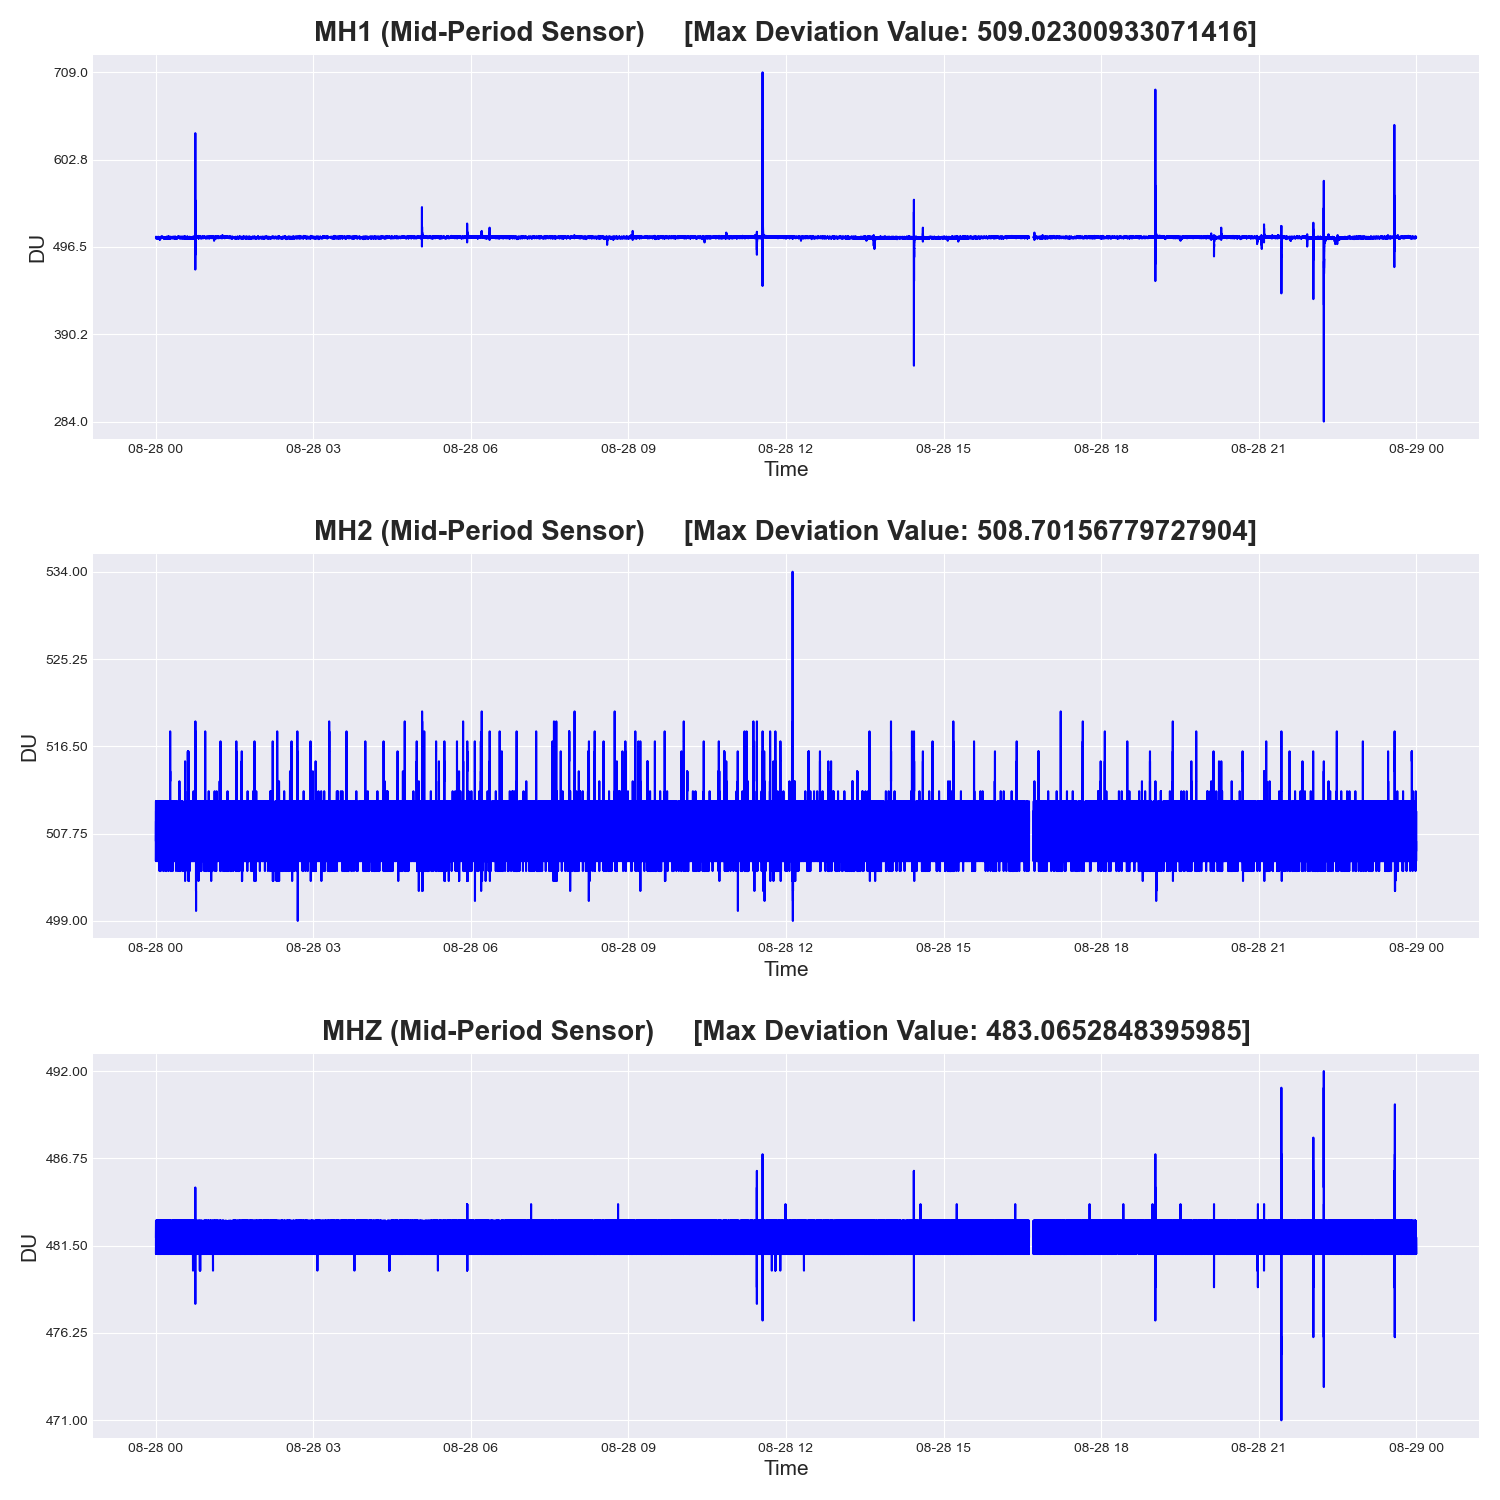 MH1 (Mid-Period Sensor) [Max Deviation Value: 509.02300933071416]
709.0
602.8
496.5
390.2
284.0
DU
08-28 00 08-28 03 08-28 06 08-28 09 08-28 12 08-28 15 08-28 18 08-28 21 08-29 00
Time
MH2 (Mid-Period Sensor) [Max Deviation Value: 508.70156779727904]
534.00
525.25
516.50
507.75
499.00
DU
08-28 00 08-28 03 08-28 06 08-28 09 08-28 12 08-28 15 08-28 18 08-28 21 08-29 00
Time
MHZ (Mid-Period Sensor) [Max Deviation Value: 483.0652848395985]
492.00
486.75
481.50
476.25
471.00
DU
08-28 00 08-28 03 08-28 06 08-28 09 08-28 12 08-28 15 08-28 18 08-28 21 08-29 00
Time